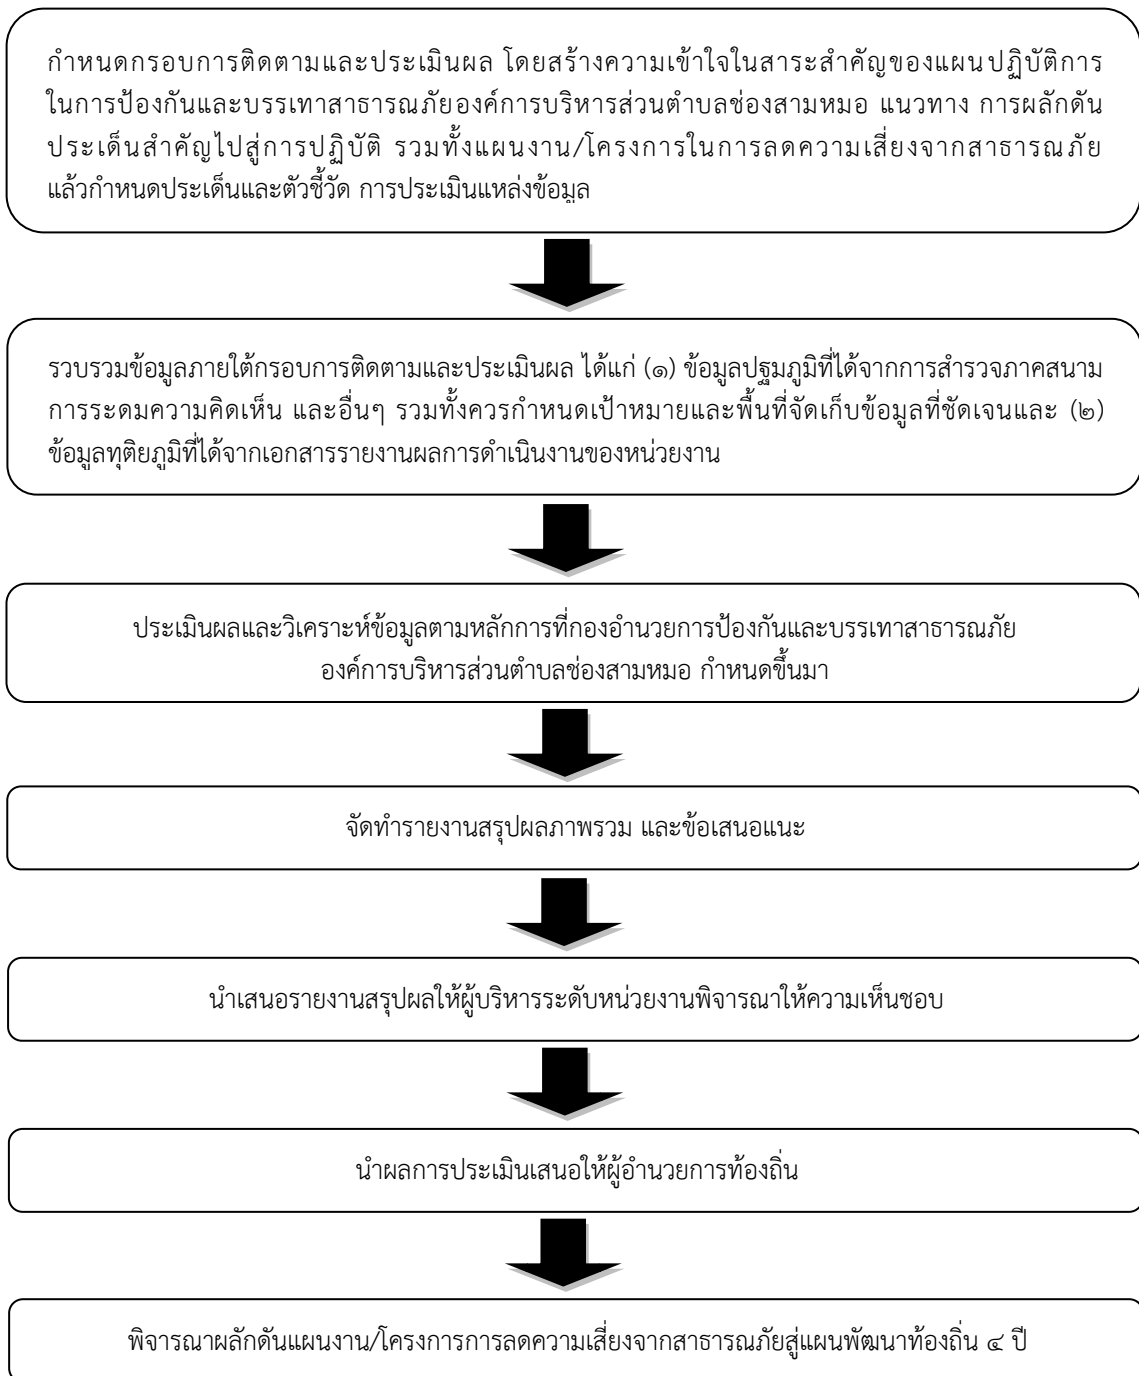 กำหนดกรอบการติดตามและประเมินผล โดยสร้างความเข้าใจในสาระสำคัญของแผนปฏิบัติการ
ในการป้องกันและบรรเทาสาธารณภัยองค์การบริหารส่วนตำบลช่องสามหมอ แนวทาง การผลักดัน
ประเด็นสำคัญไปสู่การปฏิบัติ รวมทั้งแผนงาน/โครงการในการลดความเสี่ยงจากสาธารณภัย
แล้วกำหนดประเด็นและตัวชี้วัด การประเมินแหล่งข้อมูล
รวบรวมข้อมูลภายใต้กรอบการติดตามและประเมินผล ได้แก่ (๑) ข้อมูลปฐมภูมิที่ได้จากการสำรวจภาคสนาม
การระดมความคิดเห็น และอื่นๆ รวมทั้งควรกำหนดเป้าหมายและพื้นที่จัดเก็บข้อมูลที่ชัดเจนและ (๒)
ข้อมูลทุติยภูมิที่ได้จากเอกสารรายงานผลการดำเนินงานของหน่วยงาน
ประเมินผลและวิเคราะห์ข้อมูลตามหลักการที่กองอำนวยการป้องกันและบรรเทาสาธารณภัย
องค์การบริหารส่วนตำบลช่องสามหมอ กำหนดขึ้นมา
จัดทำรายงานสรุปผลภาพรวม และข้อเสนอแนะ
นำเสนอรายงานสรุปผลให้ผู้บริหารระดับหน่วยงานพิจารณาให้ความเห็นชอบ
นำผลการประเมินเสนอให้ผู้อำนวยการท้องถิ่น
พิจารณาผลักดันแผนงาน/โครงการการลดความเสี่ยงจากสาธารณภัยสู่แผนพัฒนาท้องถิ่น ๔ ปี